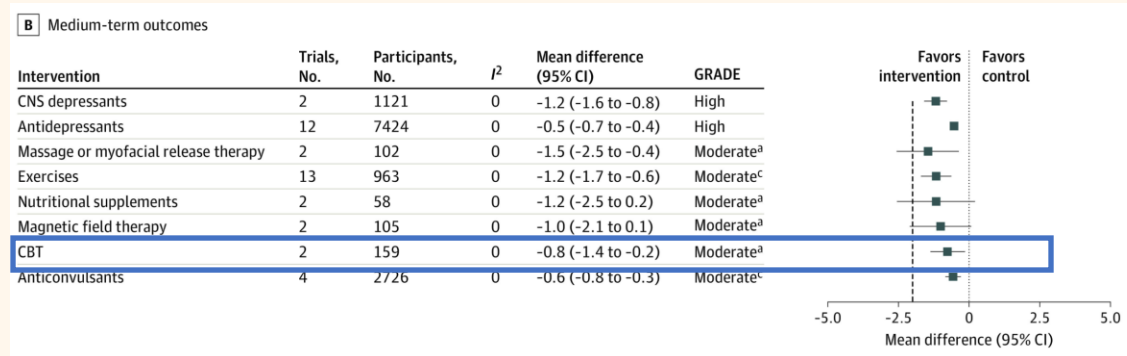 B Medium-term outcomes
Trials, Participants, Mean difference Favors Favors
Intervention No. No. I² (95% CI) GRADE intervention control
CNS depressants 2 1121 0 -1.2 (-1.6 to -0.8) High
Antidepressants 12 7424 0 -0.5 (-0.7 to -0.4) High
Massage or myofacial release therapy 2 102 0 -1.5 (-2.5 to -0.4) Moderateᵃ
Exercises 13 963 0 -1.2 (-1.7 to -0.6) Moderateᶜ
Nutritional supplements 2 58 0 -1.2 (-2.5 to 0.2) Moderateᵃ
Magnetic field therapy 2 105 0 -1.0 (-2.1 to 0.1) Moderateᵃ
CBT 2 159 0 -0.8 (-1.4 to -0.2) Moderateᵃ
Anticonvulsants 4 2726 0 -0.6 (-0.8 to -0.3) Moderateᶜ
-5.0 -2.5 0 2.5 5.0
Mean difference (95% CI)